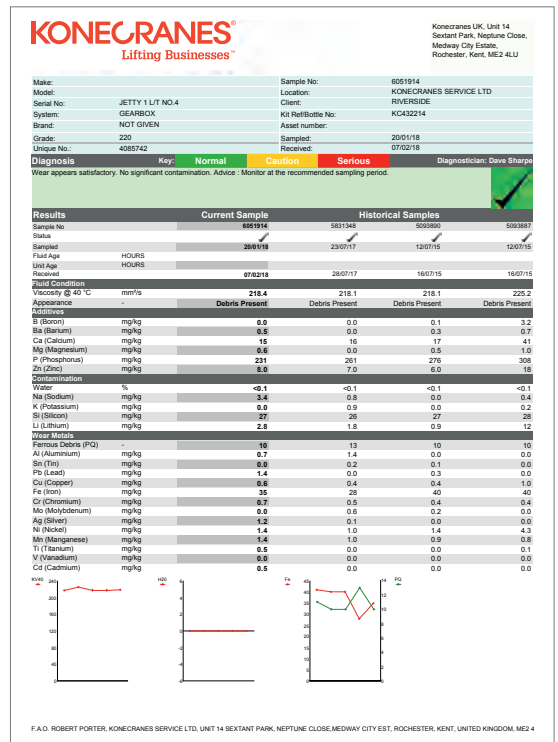 KONECRANES®
Lifting Businesses™
Konecranes UK, Unit 14
Sextant Park, Neptune Close,
Medway City Estate,
Rochester, Kent, ME2 4LU
Make: Sample No: 6051914
Model: Location: KONECRANES SERVICE LTD
Serial No: JETTY 1 L/T NO.4 Client: RIVERSIDE
System: GEARBOX Kit Ref/Bottle No: KC432214
Brand: NOT GIVEN Asset number:
Grade: 220 Sampled: 20/01/18
Unique No.: 4085742 Received: 07/02/18
Diagnosis Key: Normal Caution Serious Diagnostician: Dave Sharpe
Wear appears satisfactory. No significant contamination. Advice : Monitor at the recommended sampling period.
Results Current Sample Historical Samples
Sample No 6051914 5831348 5093890 5093887
Status
Sampled 20/01/18 23/07/17 12/07/15 12/07/15
Fluid Age HOURS
Unit Age HOURS
Received 07/02/18 28/07/17 16/07/15 16/07/15
Fluid Condition
Viscosity @ 40 °C mm²/s 218.4 218.1 218.1 225.2
Appearance - Debris Present Debris Present Debris Present Debris Present
Additives
B (Boron) mg/kg 0.0 0.0 0.1 3.2
Ba (Barium) mg/kg 0.5 0.0 0.3 0.7
Ca (Calcium) mg/kg 15 16 17 41
Mg (Magnesium) mg/kg 0.6 0.0 0.5 1.0
P (Phosphorus) mg/kg 231 261 276 308
Zn (Zinc) mg/kg 8.0 7.0 6.0 18
Contamination
Water % <0.1 <0.1 <0.1 <0.1
Na (Sodium) mg/kg 3.4 0.8 0.0 0.4
K (Potassium) mg/kg 0.0 0.9 0.0 0.2
Si (Silicon) mg/kg 27 26 27 28
Li (Lithium) mg/kg 2.8 1.8 0.9 12
Wear Metals
Ferrous Debris (PQ) - 10 13 10 10
Al (Aluminium) mg/kg 0.7 1.4 0.0 0.0
Sn (Tin) mg/kg 0.0 0.2 0.1 0.0
Pb (Lead) mg/kg 1.4 0.0 0.3 0.0
Cu (Copper) mg/kg 0.6 0.4 0.4 1.0
Fe (Iron) mg/kg 35 28 40 40
Cr (Chromium) mg/kg 0.7 0.5 0.4 0.4
Mo (Molybdenum) mg/kg 0.0 0.6 0.2 0.0
Ag (Silver) mg/kg 1.2 0.1 0.0 0.0
Ni (Nickel) mg/kg 1.4 1.0 1.4 4.3
Mn (Manganese) mg/kg 1.4 1.0 0.9 0.8
Ti (Titanium) mg/kg 0.5 0.0 0.0 0.1
V (Vanadium) mg/kg 0.0 0.0 0.0 0.0
Cd (Cadmium) mg/kg 0.5 0.0 0.0 0.0
KV40 240 200 160 120 80 40 0
H20 6 4 2 0 -2 -4 -6
Fe 45 40 35 30 25 20 15 10 5 0
14 12 10 8 6 4 2 0 PQ
F.A.O. ROBERT PORTER, KONECRANES SERVICE LTD, UNIT 14 SEXTANT PARK, NEPTUNE CLOSE,MEDWAY CITY EST, ROCHESTER, KENT, UNITED KINGDOM, ME2 4